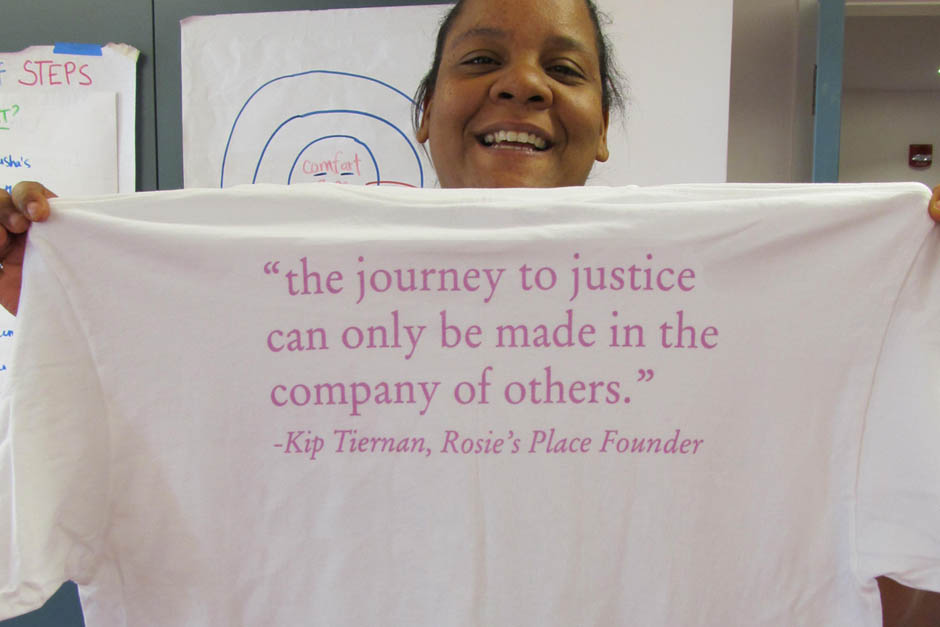 STEPS
comfort
“the journey to justice
can only be made in the
company of others.”
-Kip Tiernan, Rosie’s Place Founder